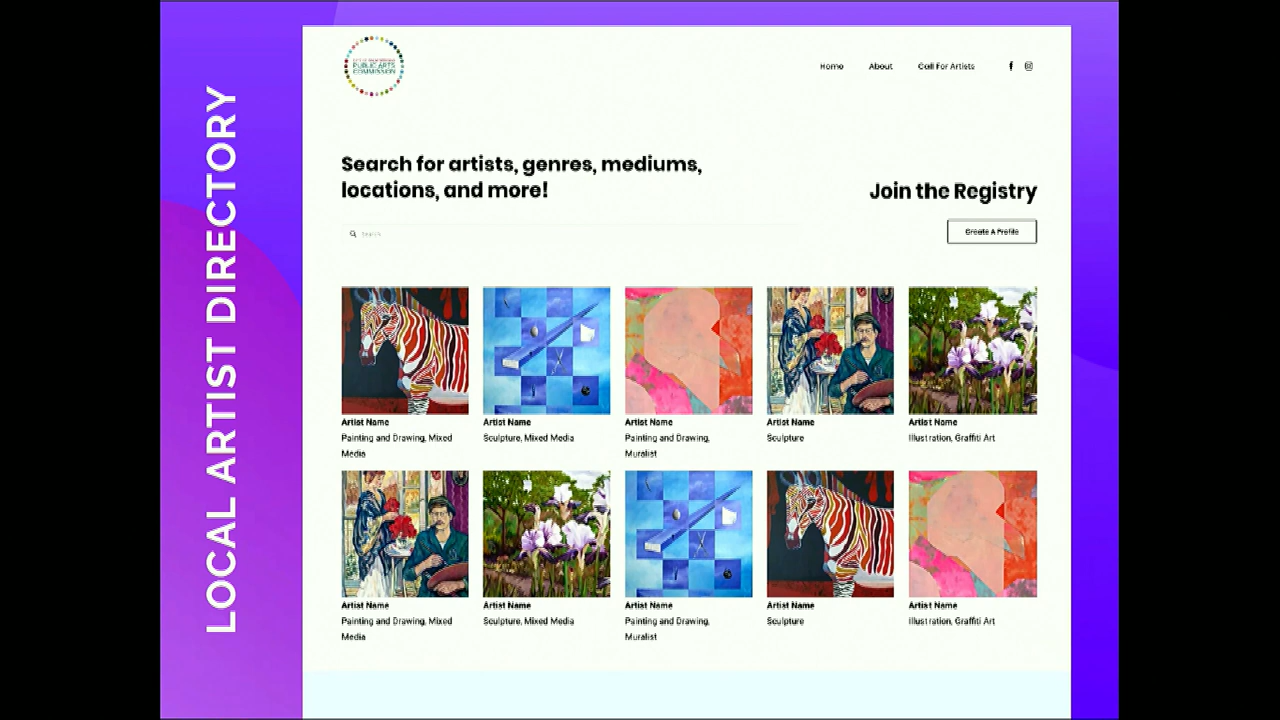 LOCAL ARTIST DIRECTORY
PUBLIC ARTS
COMMISSION
Home
About
Call For Artists
Search for artists, genres, mediums,
locations, and more!
Join the Registry
Search
Create A Profile
Artist Name
Painting and Drawing, Mixed
Media
Artist Name
Sculpture, Mixed Media
Artist Name
Painting and Drawing,
Muralist
Artist Name
Sculpture
Artist Name
Illustration, Graffiti Art
Artist Name
Painting and Drawing, Mixed
Media
Artist Name
Sculpture, Mixed Media
Artist Name
Painting and Drawing,
Muralist
Artist Name
Sculpture
Artist Name
Illustration, Graffiti Art